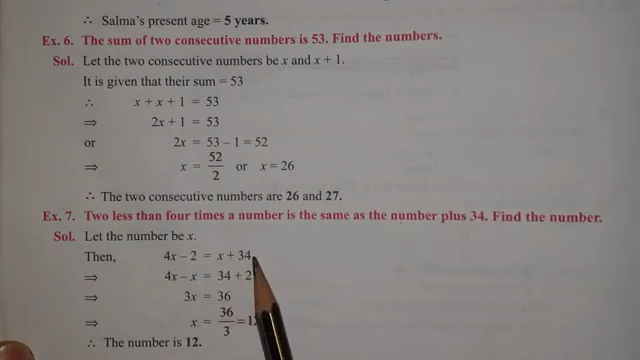 ∴ Salma's present age = 5 years.
Ex. 6. The sum of two consecutive numbers is 53. Find the numbers.
Sol. Let the two consecutive numbers be x and x + 1.
It is given that their sum = 53
∴ x + x + 1 = 53
⇒ 2x + 1 = 53
or 2x = 53 – 1 = 52
⇒ x = 52/2 or x = 26
∴ The two consecutive numbers are 26 and 27.
Ex. 7. Two less than four times a number is the same as the number plus 34. Find the number.
Sol. Let the number be x.
Then, 4x – 2 = x + 34
⇒ 4x – x = 34 + 2
⇒ 3x = 36
⇒ x = 36/3 =
∴ The number is 12.